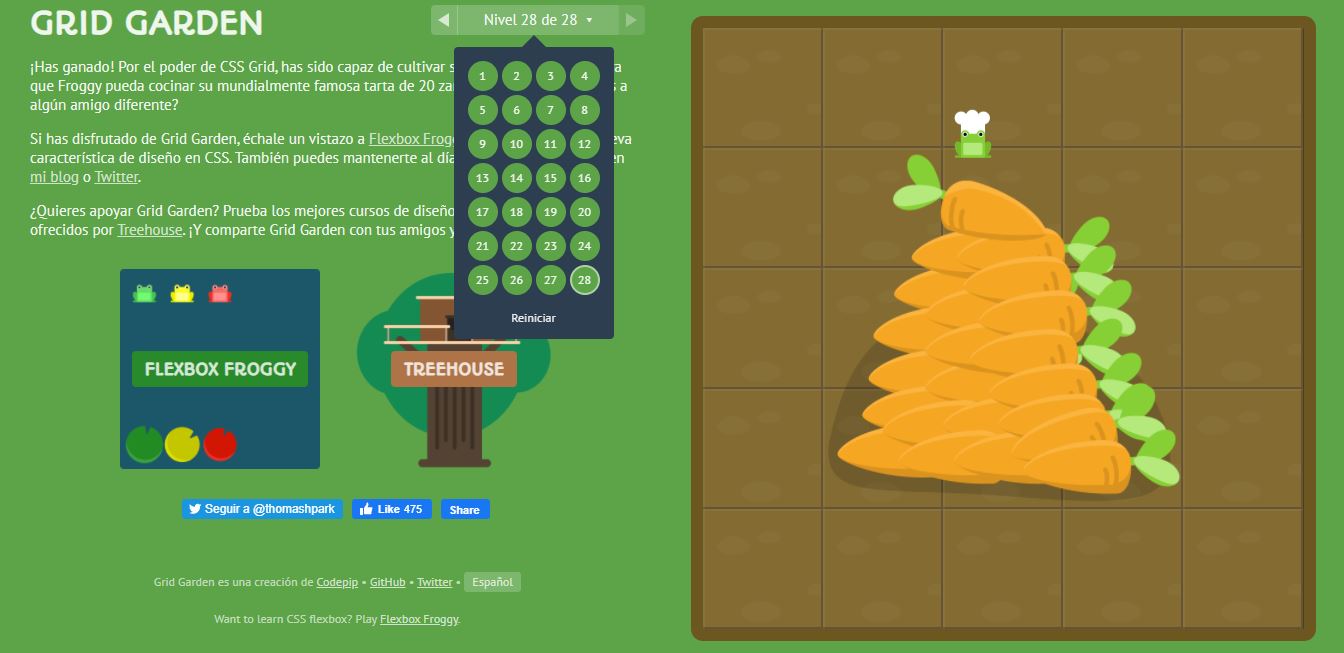 GRID GARDEN
Nivel 28 de 28
¡Has ganado! Por el poder de CSS Grid, has sido capaz de cultivar
que Froggy pueda cocinar su mundialmente famosa tarta de 20
algún amigo diferente?
Si has disfrutado de Grid Garden, échale un vistazo a Flexbox
característica de diseño en CSS. También puedes mantenerte al día en
mi blog o Twitter.
¿Quieres apoyar Grid Garden? Prueba los mejores cursos de diseño
ofrecidos por Treehouse. ¡Y comparte Grid Garden con tus amigos y
1 2 3 4
5 6 7 8
9 10 11 12
13 14 15 16
17 18 19 20
21 22 23 24
25 26 27 28
Reiniciar
FLEXBOX FROGGY
TREEHOUSE
Seguir a @thomashpark
Like 475
Share
Grid Garden es una creación de Codepip • GitHub • Twitter • Español
Want to learn CSS flexbox? Play Flexbox Froggy.